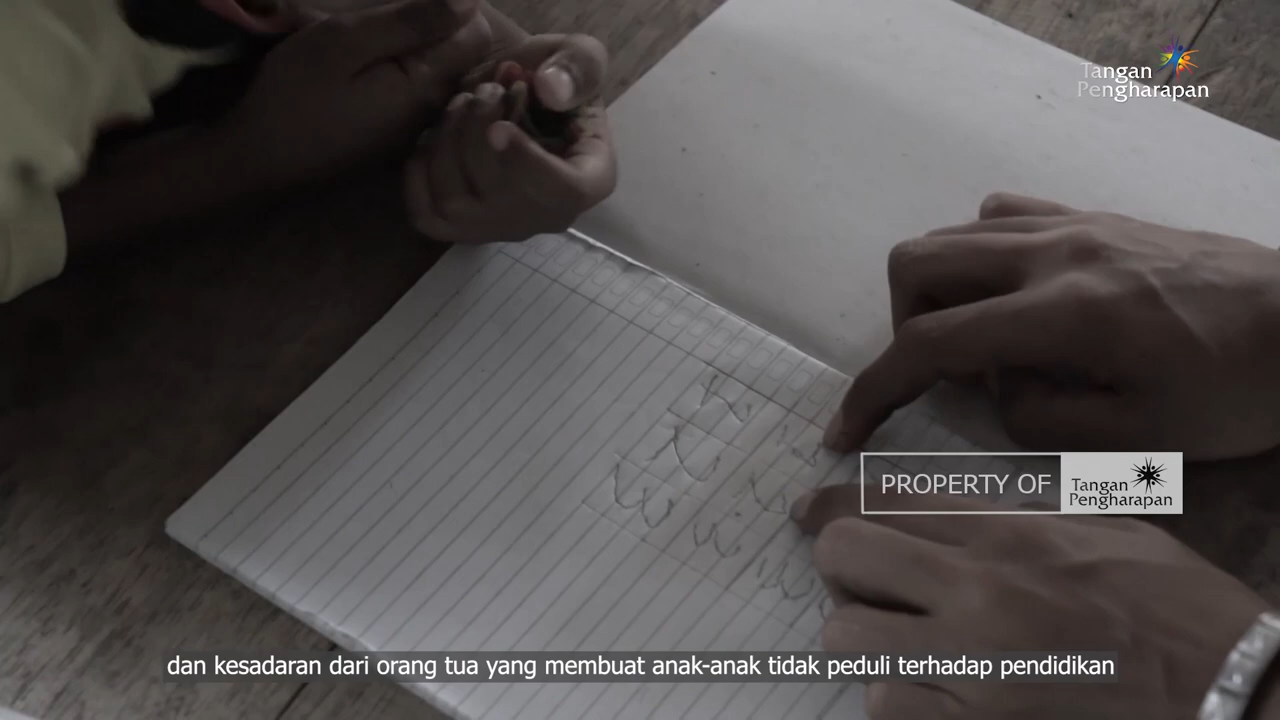 Tangan
Pengharapan
PROPERTY OF
Tangan
Pengharapan
dan kesadaran dari orang tua yang membuat anak-anak tidak peduli terhadap pendidikan